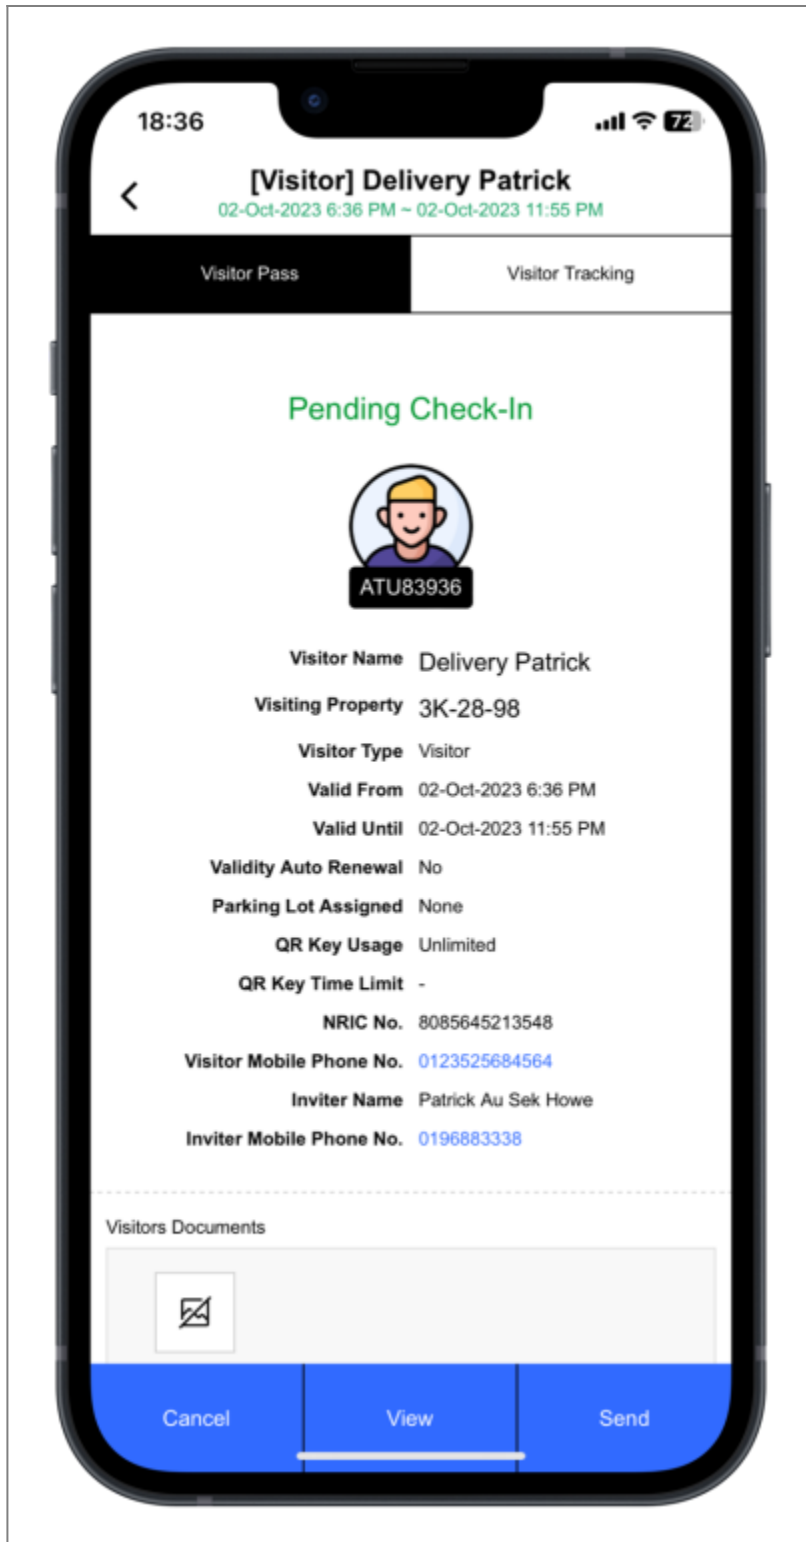 18:36
72
[Visitor] Delivery Patrick
02-Oct-2023 6:36 PM ~ 02-Oct-2023 11:55 PM
Visitor Pass
Visitor Tracking
Pending Check-In
ATU83936
Visitor Name Delivery Patrick
Visiting Property 3K-28-98
Visitor Type Visitor
Valid From 02-Oct-2023 6:36 PM
Valid Until 02-Oct-2023 11:55 PM
Validity Auto Renewal No
Parking Lot Assigned None
QR Key Usage Unlimited
QR Key Time Limit -
NRIC No. 8085645213548
Visitor Mobile Phone No. 0123525684564
Inviter Name Patrick Au Sek Howe
Inviter Mobile Phone No. 0196883338
Visitors Documents
Cancel
View
Send